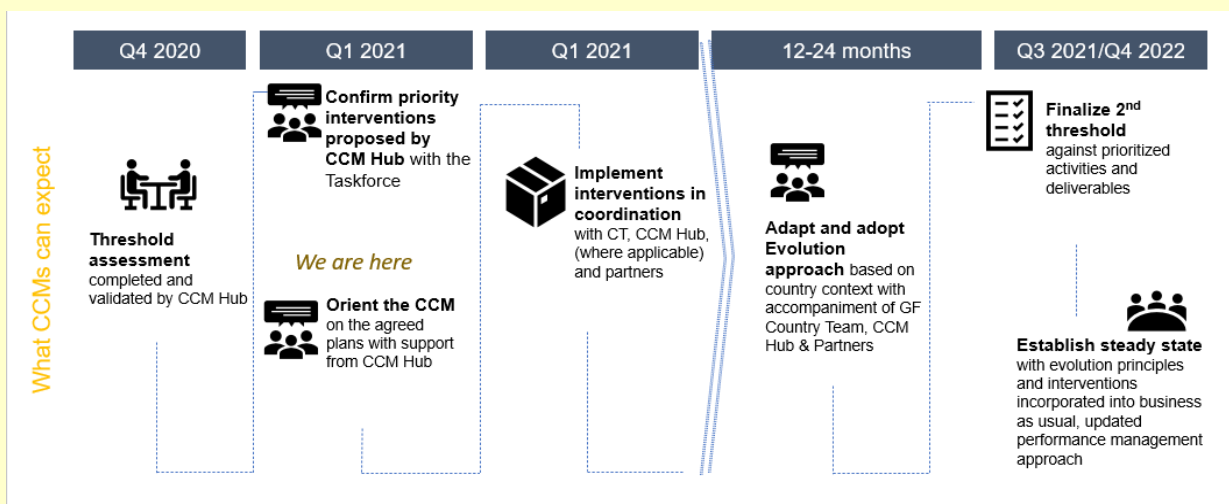 What CCMs can expect
Q4 2020
Threshold
assessment
completed and
validated by CCM Hub
Q1 2021
Confirm priority
interventions
proposed by
CCM Hub with the
Taskforce
We are here
Orient the CCM
on the agreed
plans with support
from CCM Hub
Q1 2021
Implement
interventions in
coordination
with CT, CCM Hub,
(where applicable)
and partners
12-24 months
Adapt and adopt
Evolution
approach based on
country context with
accompaniment of GF
Country Team, CCM
Hub & Partners
Q3 2021/Q4 2022
Finalize 2nd
threshold
against prioritized
activities and
deliverables
Establish steady state
with evolution principles
and interventions
incorporated into business
as usual, updated
performance management
approach